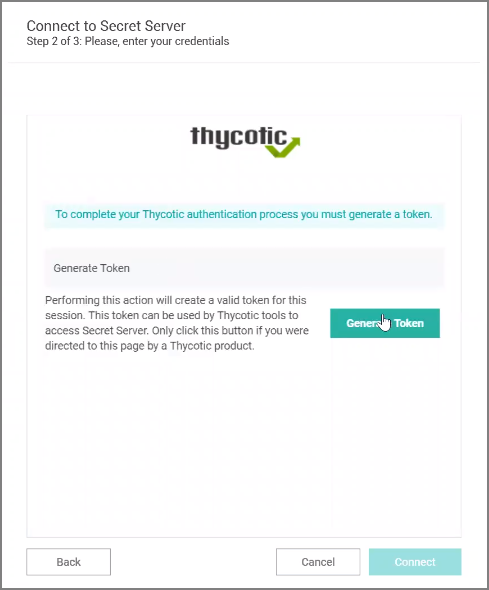 Connect to Secret Server
Step 2 of 3: Please, enter your credentials
thycotic
To complete your Thycotic authentication process you must generate a token.
Generate Token
Performing this action will create a valid token for this
session. This token can be used by Thycotic tools to
access Secret Server. Only click this button if you were
directed to this page by a Thycotic product.
Generate Token
Back
Cancel
Connect